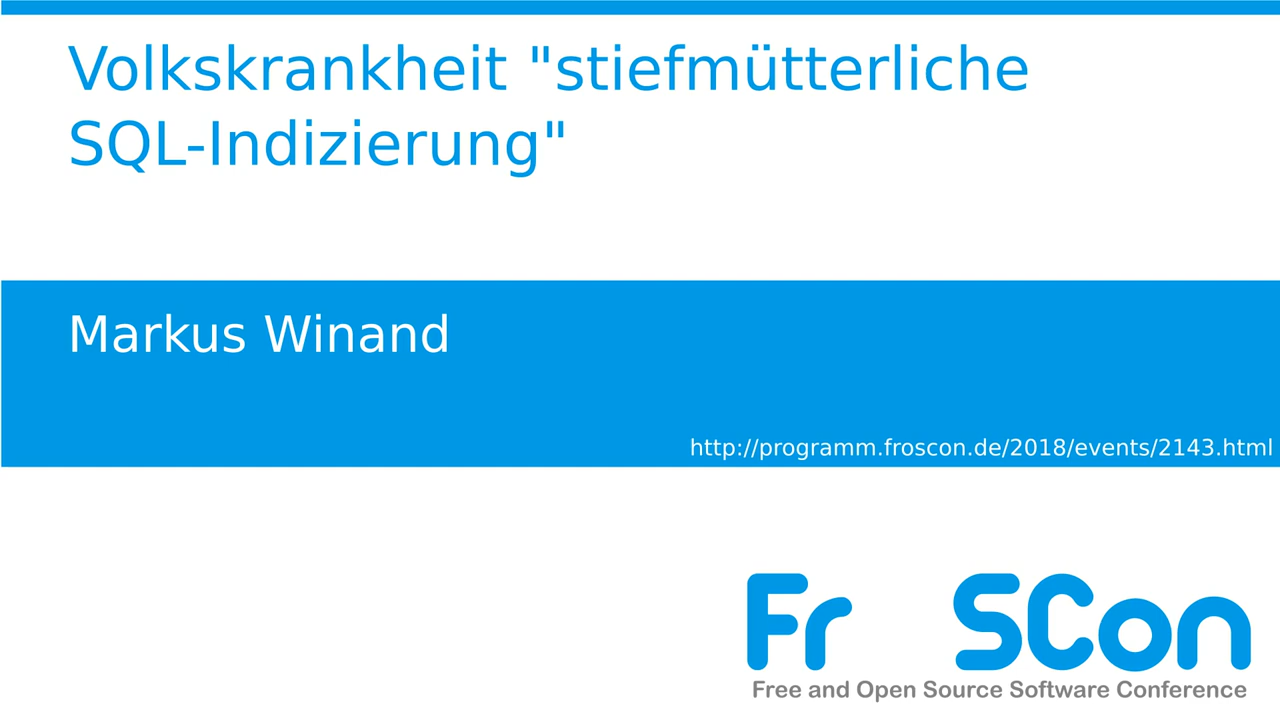 Volkskrankheit "stiefmütterliche
SQL-Indizierung"
Markus Winand
http://programm.froscon.de/2018/events/2143.html
Fr SCon
Free and Open Source Software Conference